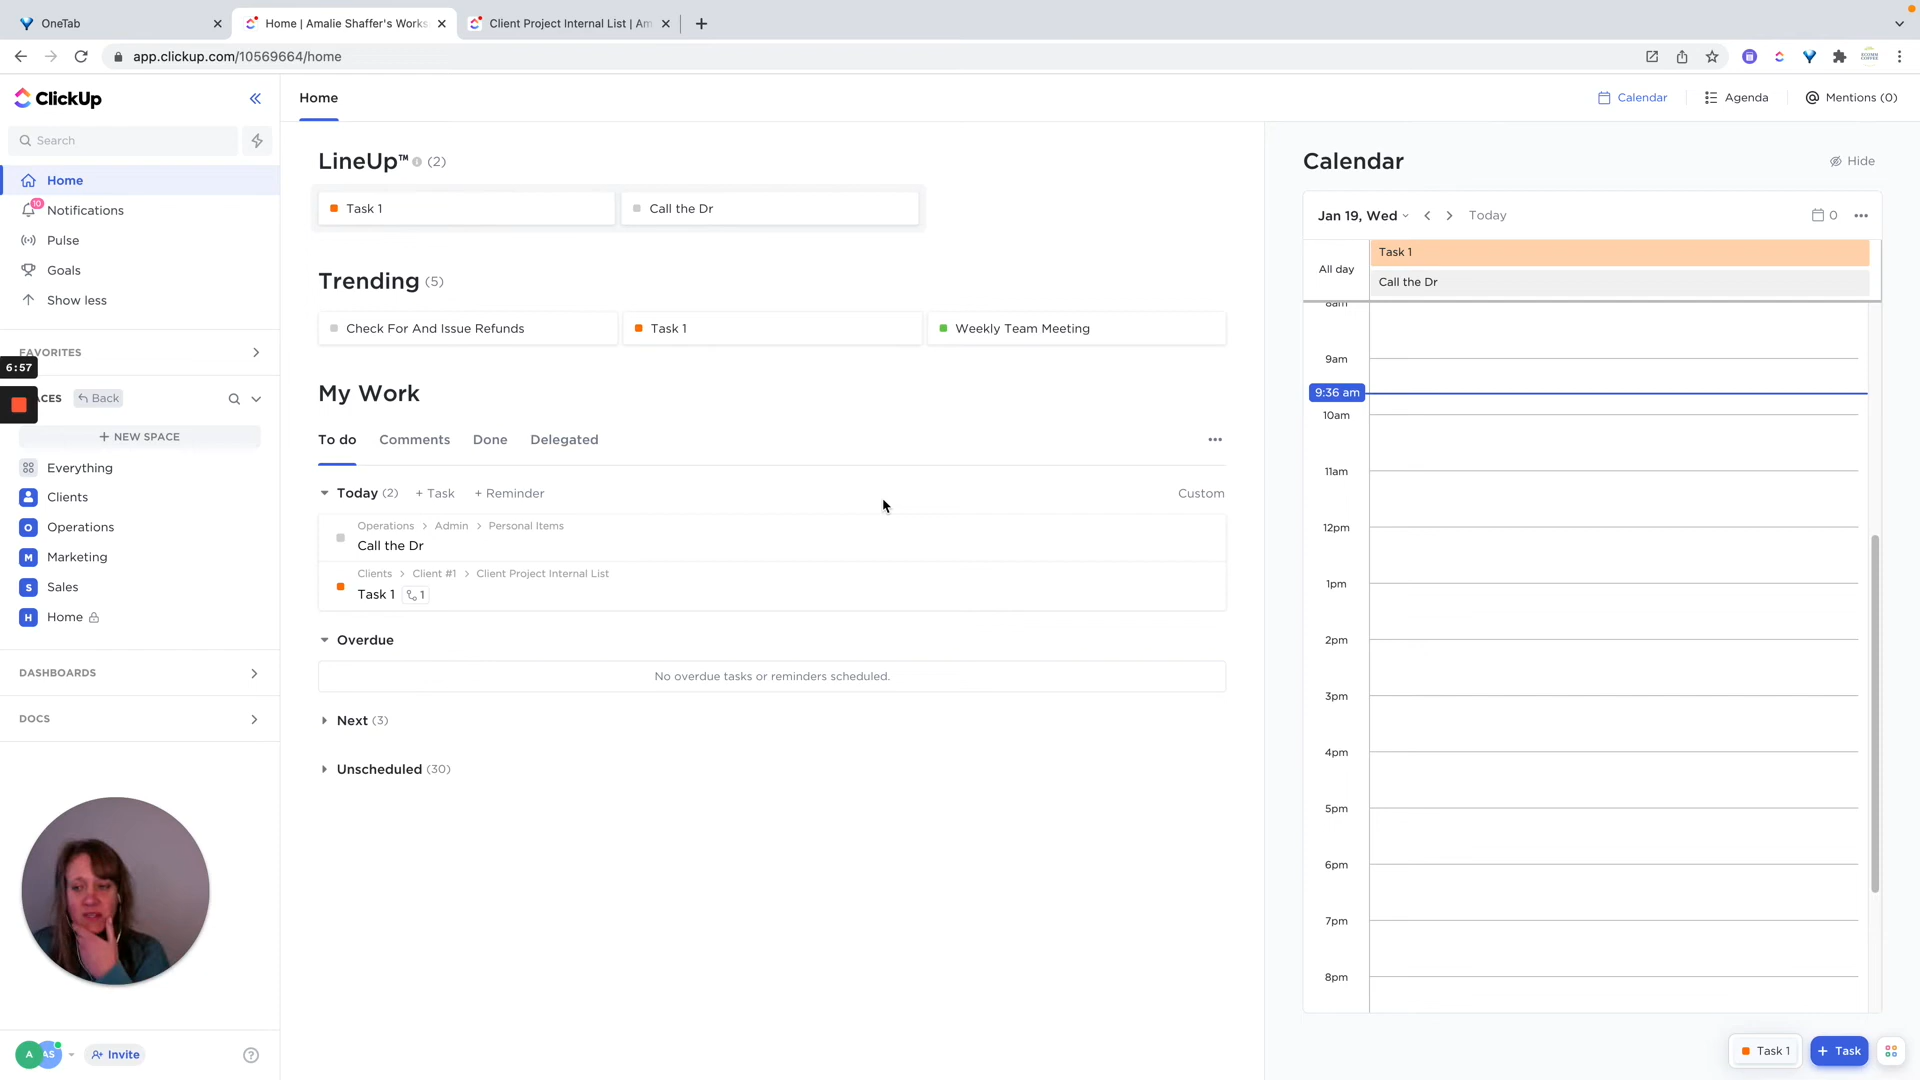 OneTab
Home | Amalie Shaffer's Works
Client Project Internal List | Am
app.clickup.com/10569664/home
ClickUp
Search
Home
10
Notifications
Pulse
Goals
Show less
FAVORITES
6:57
ACES
Back
+ NEW SPACE
Everything
Clients
O Operations
M Marketing
S Sales
H Home
DASHBOARDS
DOCS
A AS
Invite
Home
Calendar
Agenda
Mentions (0)
LineUp™ (2)
Task 1
Call the Dr
Trending (5)
Check For And Issue Refunds
Task 1
Weekly Team Meeting
My Work
To do
Comments
Done
Delegated
Today (2) + Task + Reminder
Custom
Operations > Admin > Personal Items
Call the Dr
Clients > Client #1 > Client Project Internal List
Task 1 1
Overdue
No overdue tasks or reminders scheduled.
Next (3)
Unscheduled (30)
Calendar
Hide
Jan 19, Wed
Today
0
All day
Task 1
Call the Dr
8am
9am
9:36 am
10am
11am
12pm
1pm
2pm
3pm
4pm
5pm
6pm
7pm
8pm
Task 1
+ Task